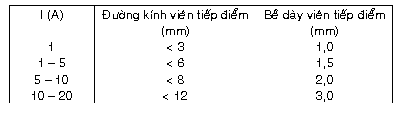 I (A) Đường kính viên tiếp điểm Bề dày viên tiếp điểm
(mm) (mm)
1 < 3 1,0
1 – 5 < 6 1,5
5 – 10 < 8 2,0
10 – 20 < 12 3,0